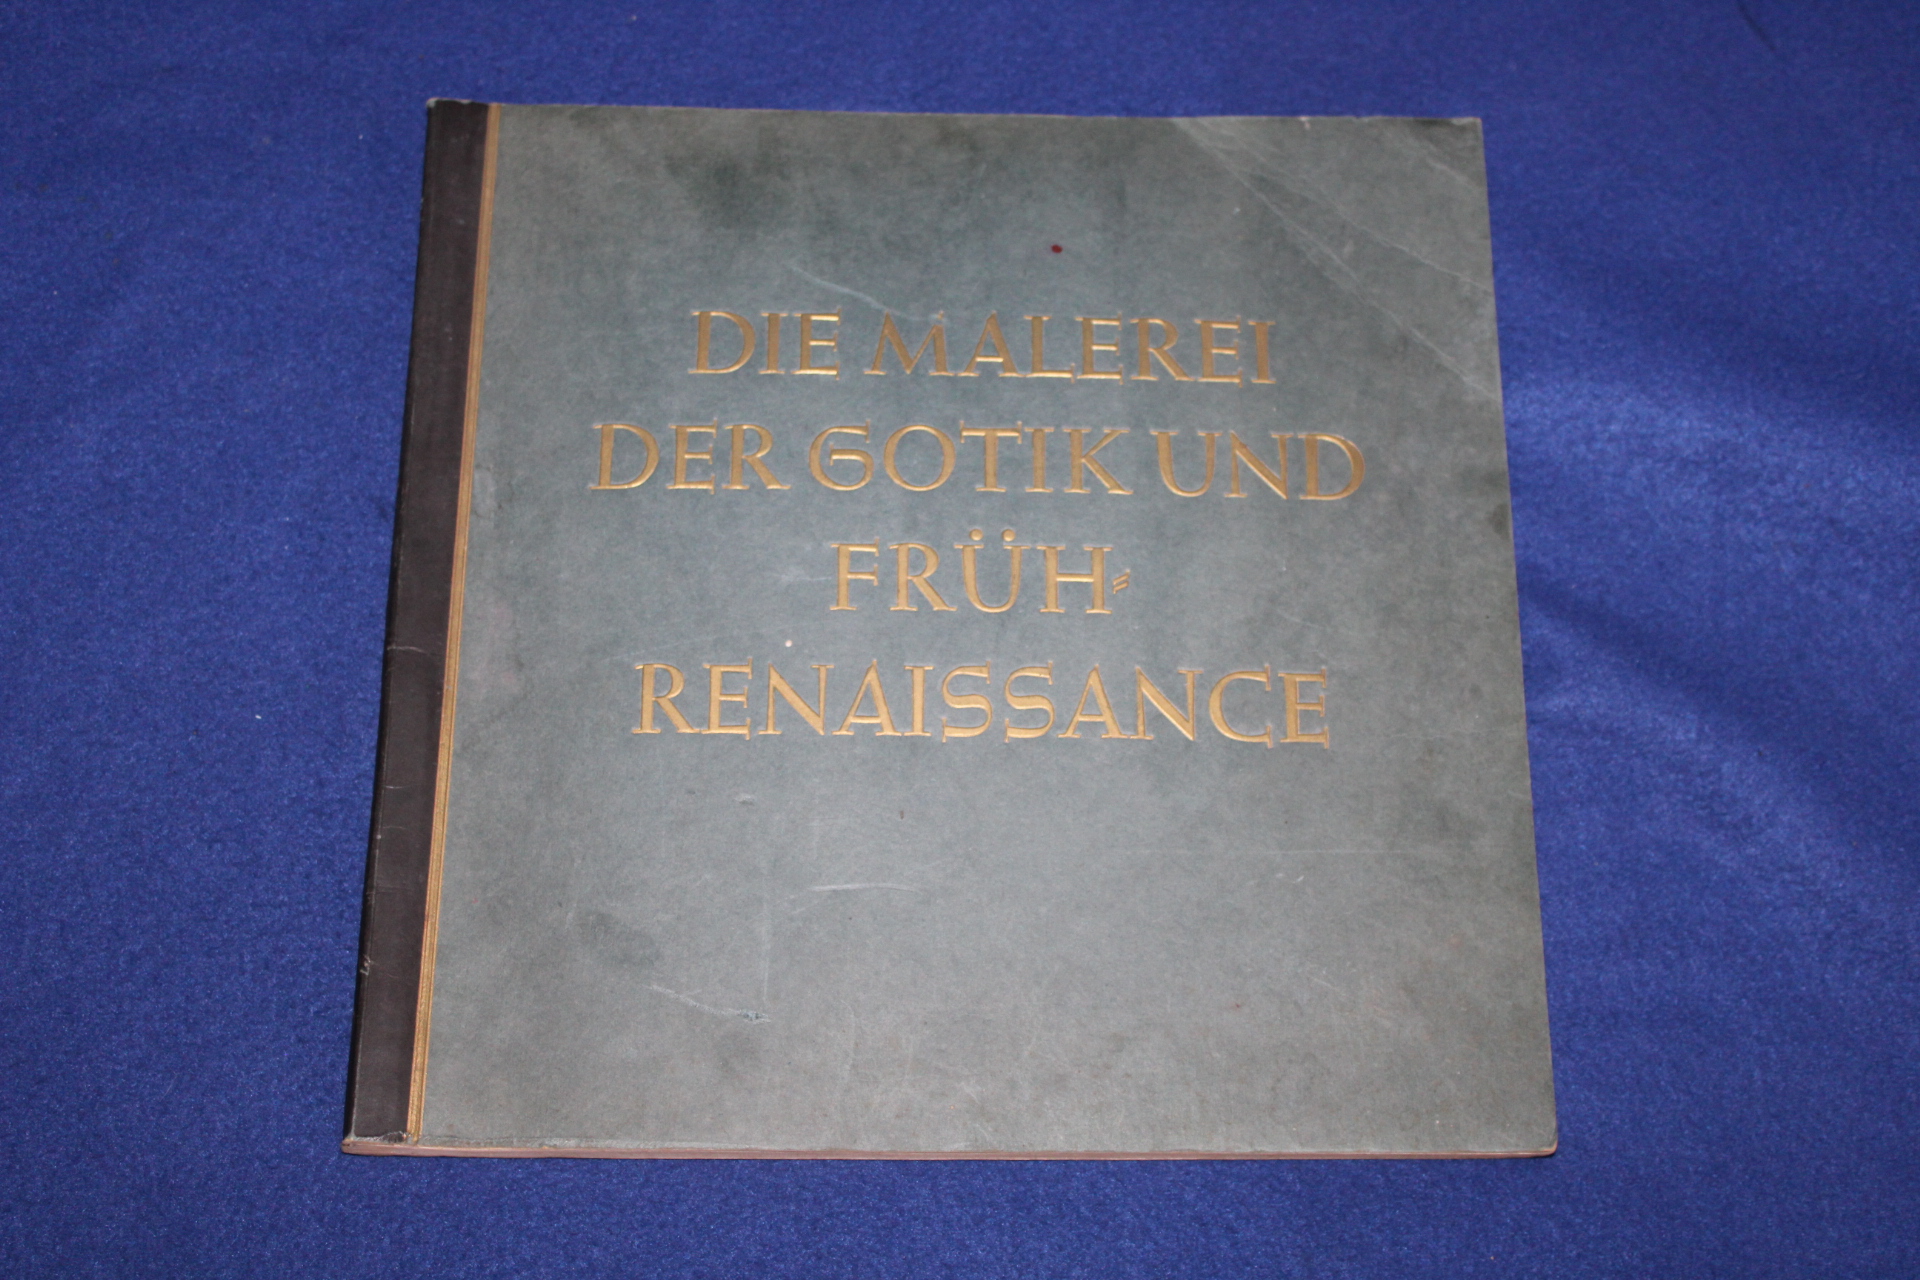 DIE MALEREI
DER GOTIK UND
FRÜH-
RENAISSANCE